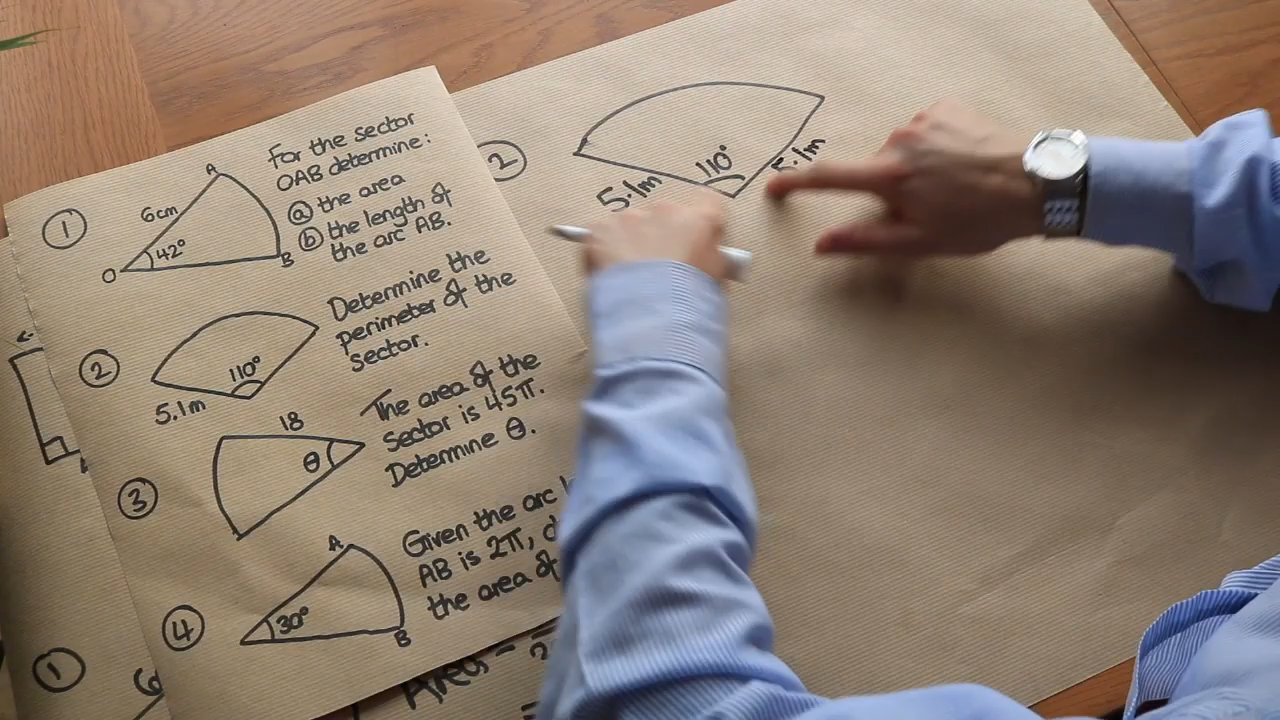 ①
A
6cm
42°
O
B
For the sector
OAB determine:
ⓐ the area
ⓑ the length of
the arc AB.
②
110°
5.1m
Determine the
perimeter of the
sector.
③
18
θ
The area of the
sector is 45π.
Determine θ.
④
A
30°
B
Given the arc
AB is 2π,
the area of
②
110°
5.1m
5.1m
①
6
Area =